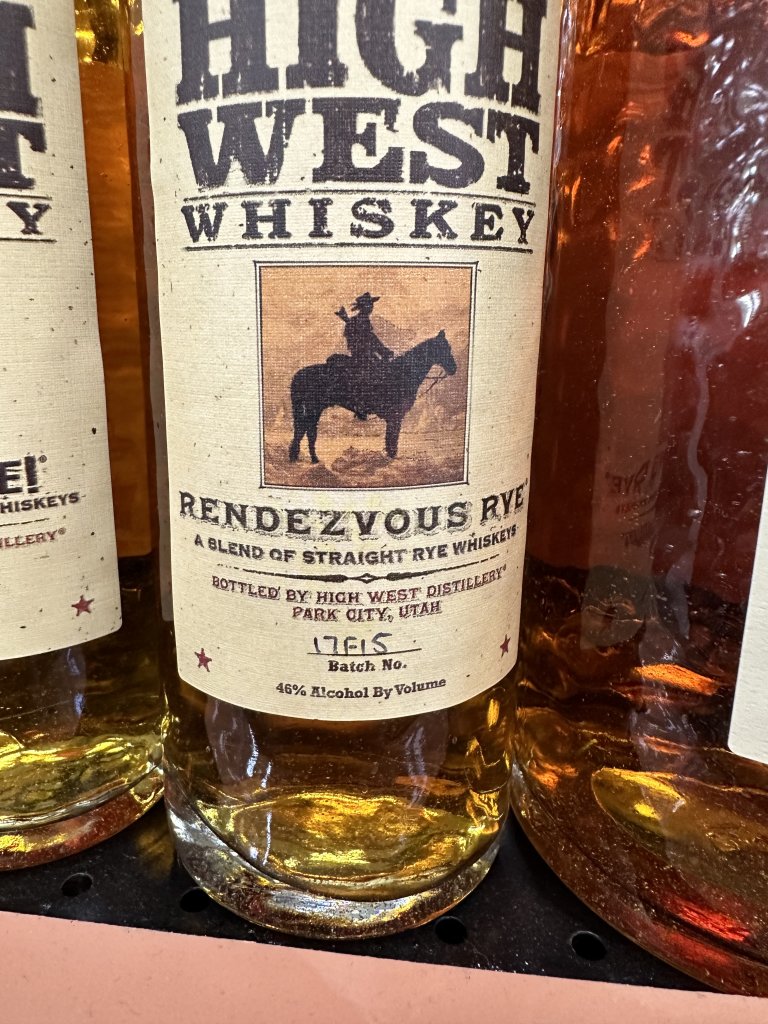 HIGH
WEST
WHISKEY
RENDEZVOUS RYE®
A BLEND OF STRAIGHT RYE WHISKEYS
BOTTLED BY HIGH WEST DISTILLERY®
PARK CITY, UTAH
17F15
Batch No.
46% Alcohol By Volume